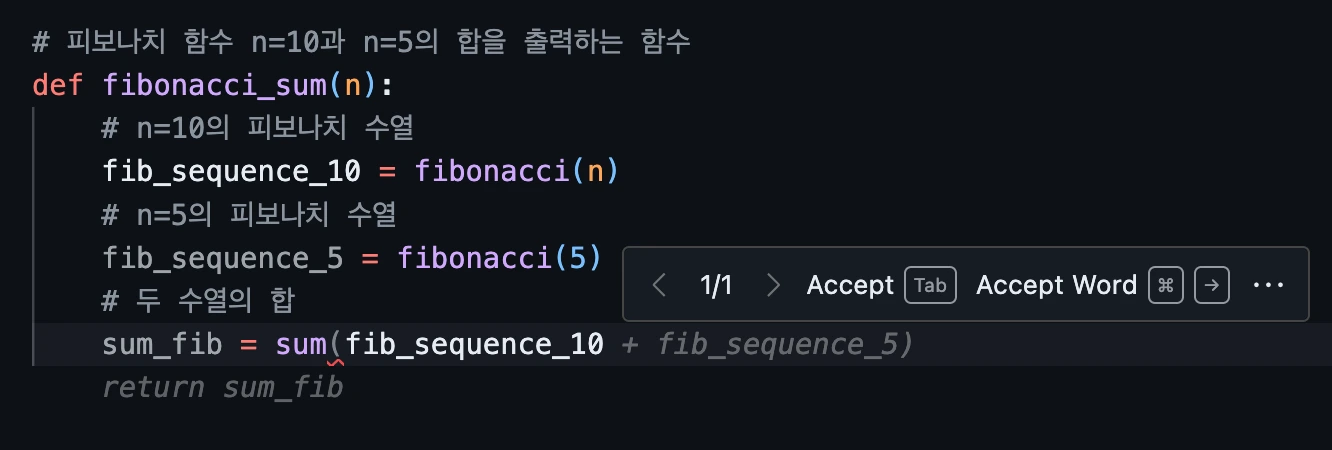 # 피보나치 함수 n=10과 n=5의 합을 출력하는 함수
def fibonacci_sum(n):
# n=10의 피보나치 수열
fib_sequence_10 = fibonacci(n)
# n=5의 피보나치 수열
fib_sequence_5 = fibonacci(5)
< 1/1 > Accept Tab Accept Word ⌘ → ···
# 두 수열의 합
sum_fib = sum(fib_sequence_10 + fib_sequence_5)
return sum_fib